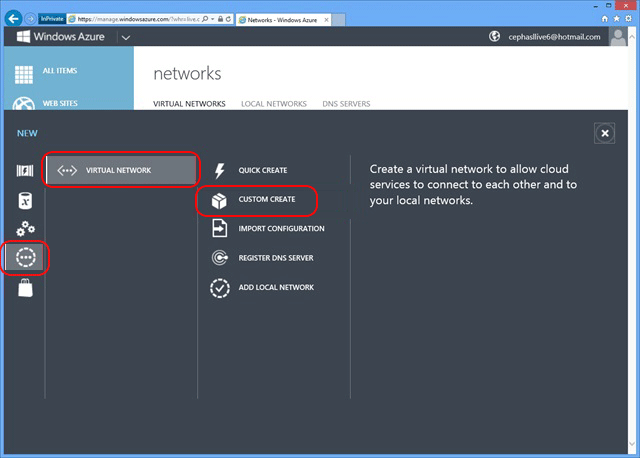 InPrivate
https://manage.windowsazure.com/?whr=live.c
Networks - Windows Azure
Windows Azure
cephasllive6@hotmail.com
ALL ITEMS
WEB SITES
networks
VIRTUAL NETWORKS
LOCAL NETWORKS
DNS SERVERS
NEW
VIRTUAL NETWORK
QUICK CREATE
CUSTOM CREATE
IMPORT CONFIGURATION
REGISTER DNS SERVER
ADD LOCAL NETWORK
Create a virtual network to allow cloud
services to connect to each other and to
your local networks.